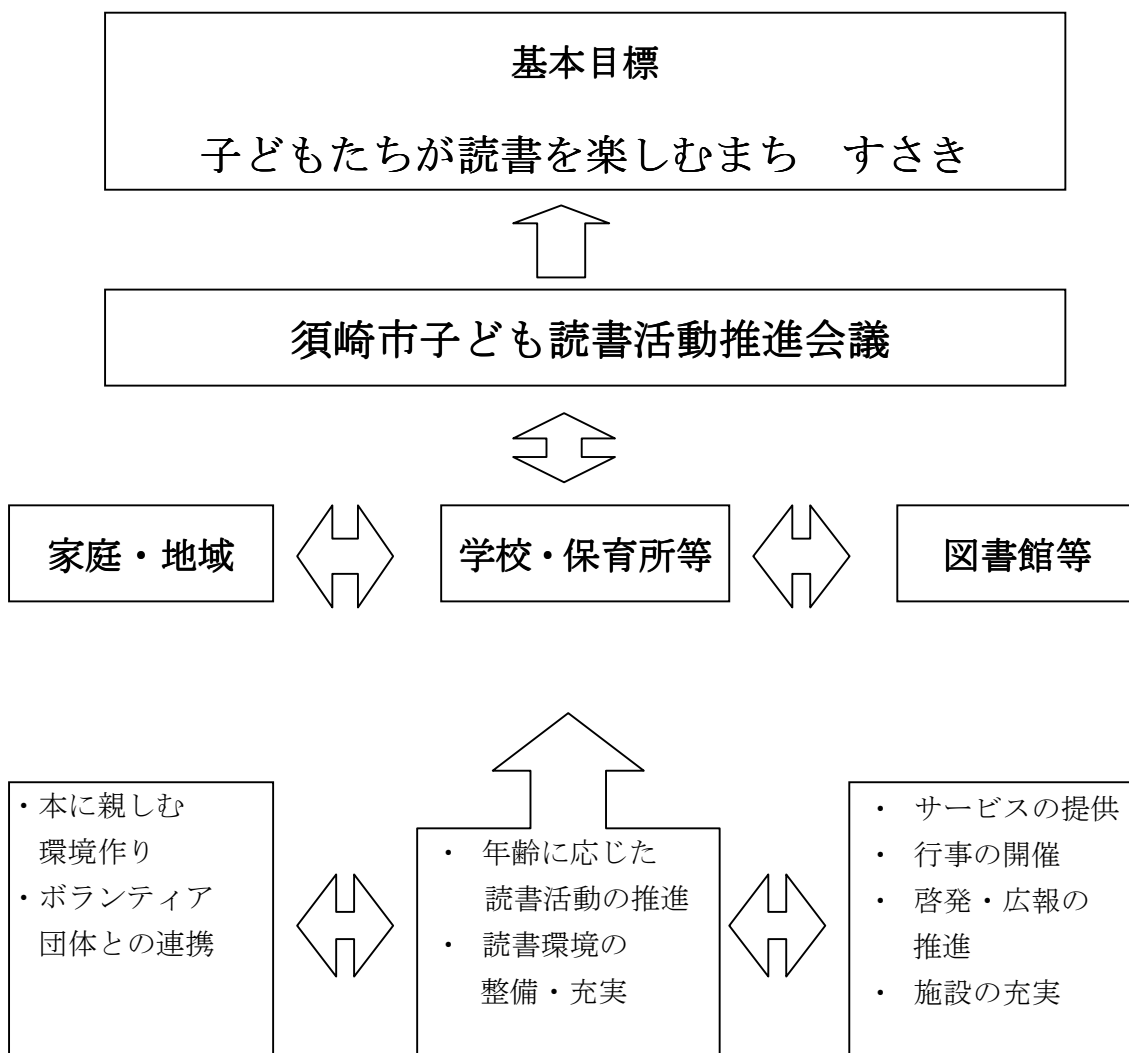 基本目標
子どもたちが読書を楽しむまち　すさき
須崎市子ども読書活動推進会議
家庭・地域
学校・保育所等
図書館等
・本に親しむ
環境作り
・ボランティア
団体との連携
・ 年齢に応じた
読書活動の推進
・ 読書環境の
整備・充実
・ サービスの提供
・ 行事の開催
・ 啓発・広報の
推進
・ 施設の充実